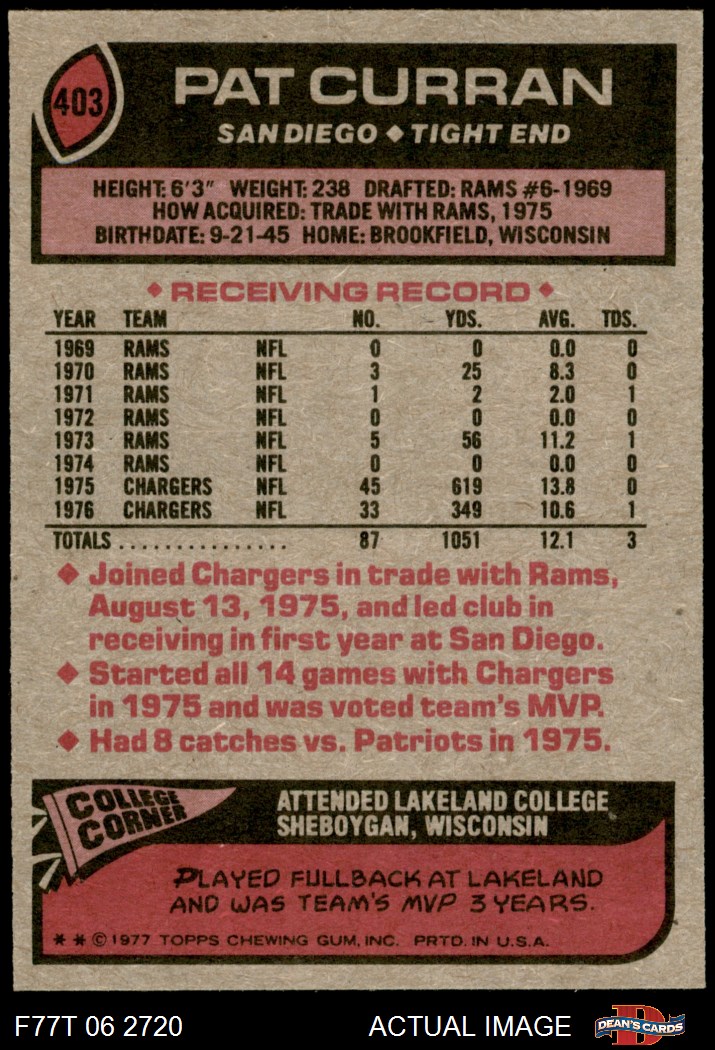 403
PAT CURRAN
SAN DIEGO ◆ TIGHT END
HEIGHT: 6'3" WEIGHT: 238 DRAFTED: RAMS #6-1969
HOW ACQUIRED: TRADE WITH RAMS, 1975
BIRTHDATE: 9-21-45 HOME: BROOKFIELD, WISCONSIN
◆ RECEIVING RECORD ◆
YEAR TEAM NO. YDS. AVG. TDS.
1969 RAMS NFL 0 0 0.0 0
1970 RAMS NFL 3 25 8.3 0
1971 RAMS NFL 1 2 2.0 1
1972 RAMS NFL 0 0 0.0 0
1973 RAMS NFL 5 56 11.2 1
1974 RAMS NFL 0 0 0.0 0
1975 CHARGERS NFL 45 619 13.8 0
1976 CHARGERS NFL 33 349 10.6 1
TOTALS ................ 87 1051 12.1 3
◆ Joined Chargers in trade with Rams,
August 13, 1975, and led club in
receiving in first year at San Diego.
◆ Started all 14 games with Chargers
in 1975 and was voted team's MVP.
◆ Had 8 catches vs. Patriots in 1975.
COLLEGE
CORNER
ATTENDED LAKELAND COLLEGE,
SHEBOYGAN, WISCONSIN
PLAYED FULLBACK AT LAKELAND
AND WAS TEAM'S MVP 3 YEARS.
* * © 1977 TOPPS CHEWING GUM, INC. PRTD. IN U.S.A.
F77T 06 2720 ACTUAL IMAGE
D
DEAN'S CARDS